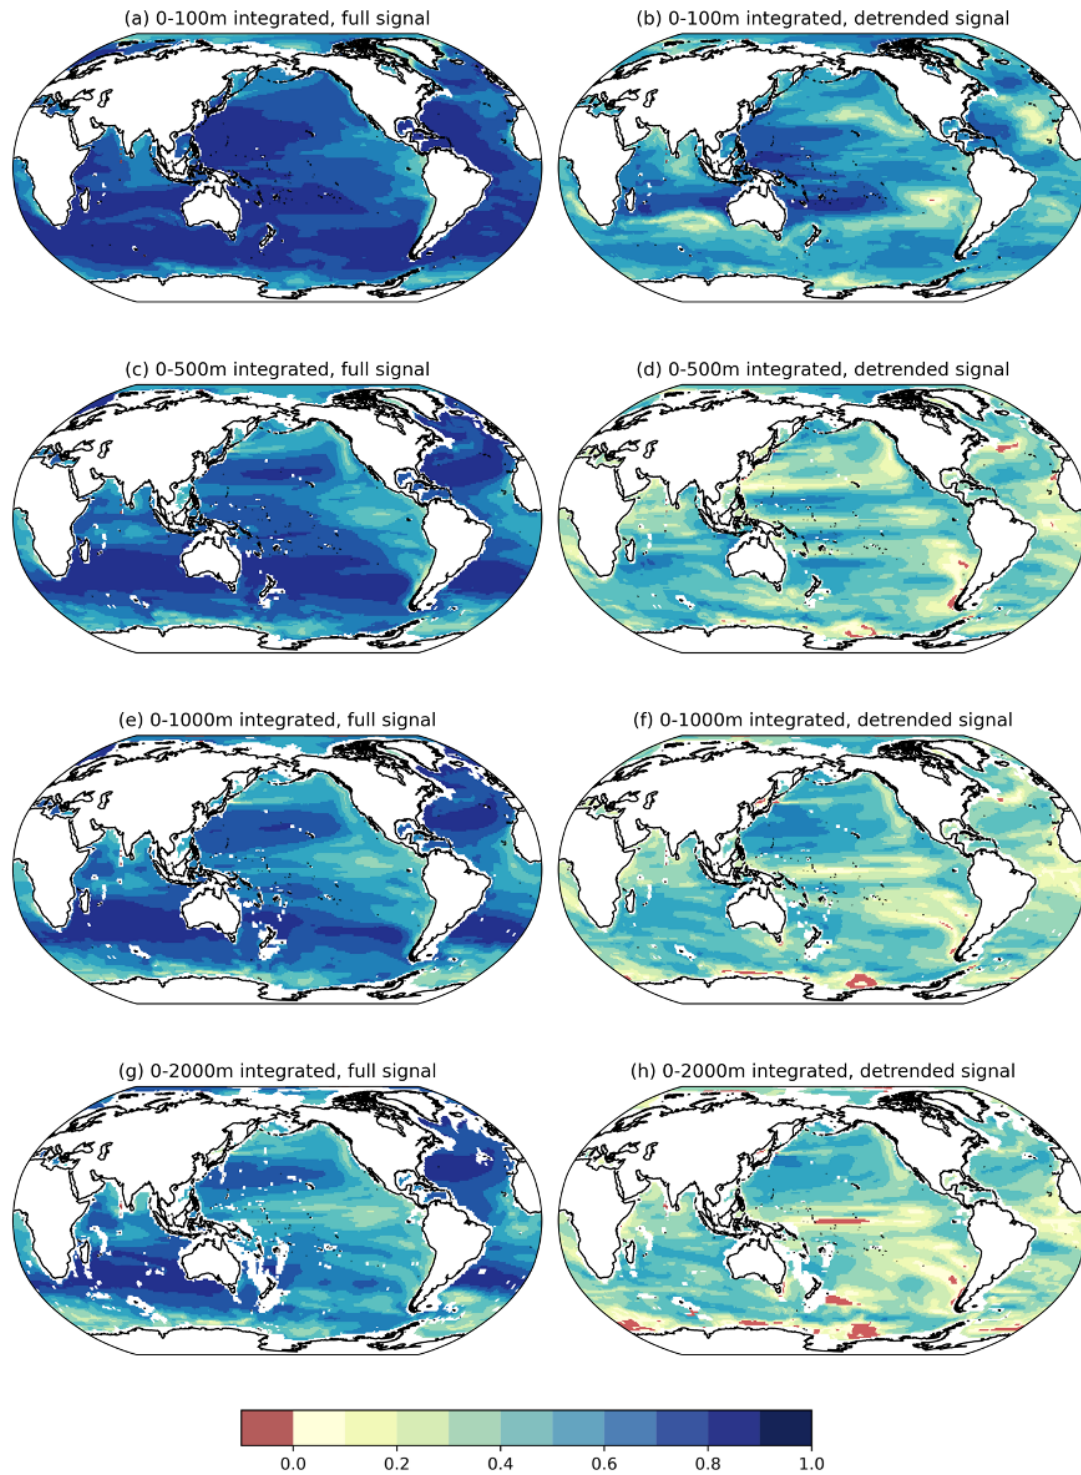 (a) 0-100m integrated, full signal
(b) 0-100m integrated, detrended signal
(c) 0-500m integrated, full signal
(d) 0-500m integrated, detrended signal
(e) 0-1000m integrated, full signal
(f) 0-1000m integrated, detrended signal
(g) 0-2000m integrated, full signal
(h) 0-2000m integrated, detrended signal
0.0 0.2 0.4 0.6 0.8 1.0